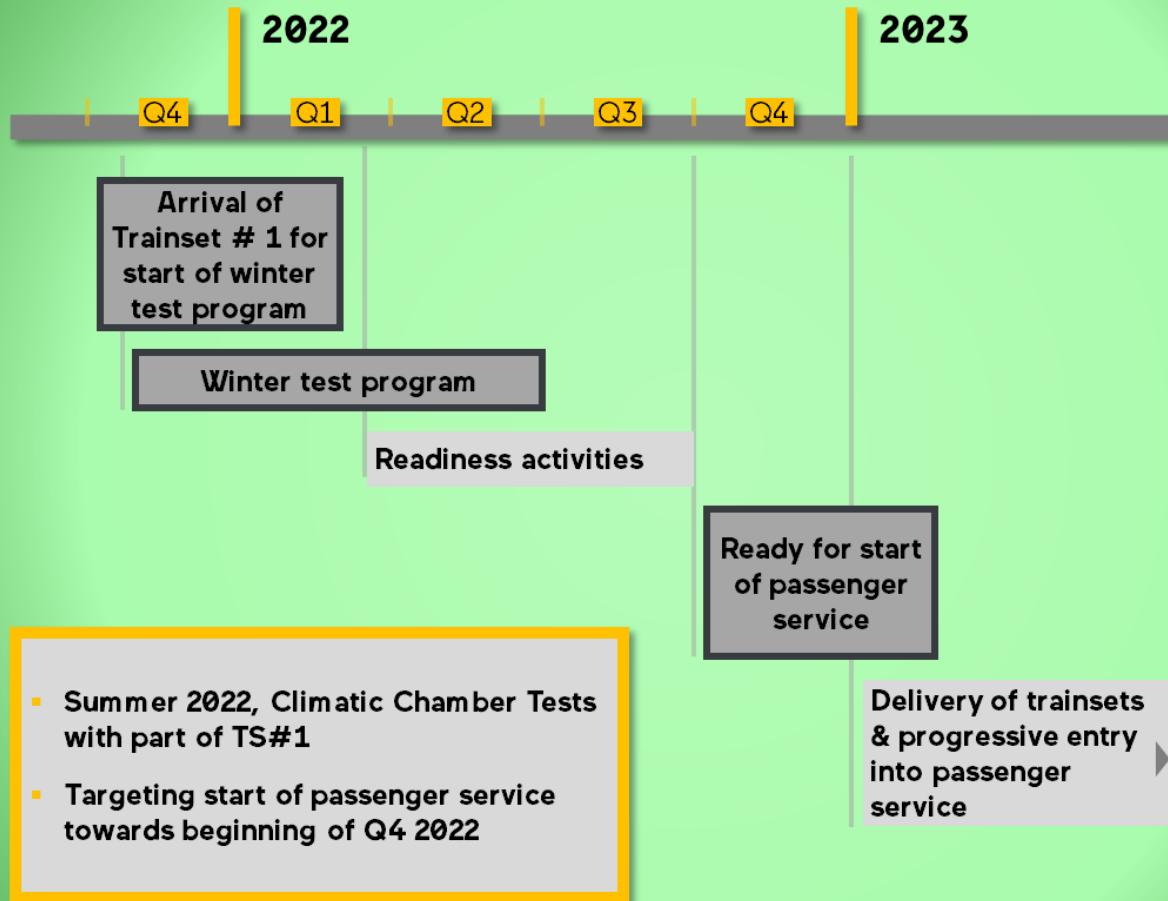 2022
2023
Q4
Q1
Q2
Q3
Q4
Arrival of
Trainset # 1 for
start of winter
test program
Winter test program
Readiness activities
Ready for start
of passenger
service
Delivery of trainsets
& progressive entry
into passenger
service
Summer 2022, Climatic Chamber Tests
with part of TS#1
Targeting start of passenger service
towards beginning of Q4 2022